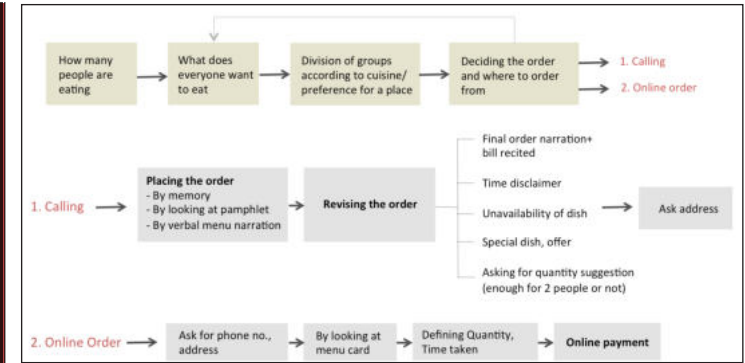 How many
people are
eating
What does
everyone want
to eat
Division of groups
according to cuisine/
preference for a place
Deciding the order
and where to order
from
1. Calling
2. Online order
1. Calling
Placing the order
- By memory
- By looking at pamphlet
- By verbal menu narration
Revising the order
Final order narration+
bill recited
Time disclaimer
Unavailability of dish
Special dish, offer
Asking for quantity suggestion
(enough for 2 people or not)
Ask address
2. Online Order
Ask for phone no.,
address
By looking at
menu card
Defining Quantity,
Time taken
Online payment